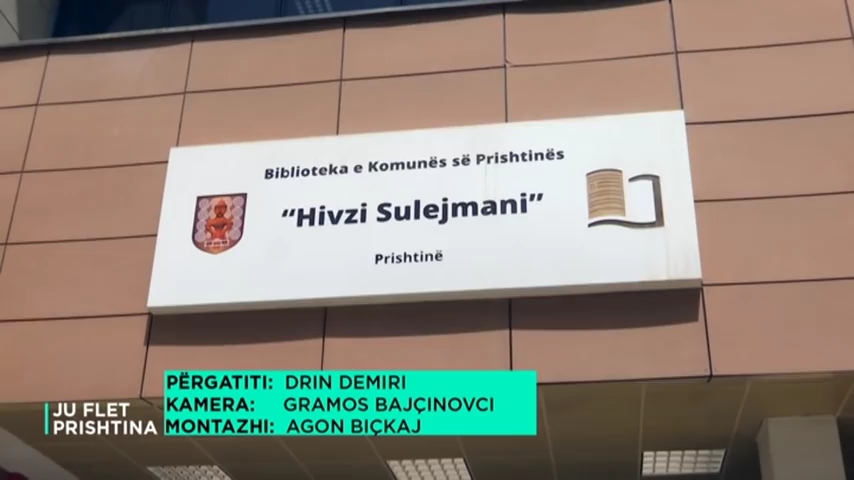 Biblioteka e Komunës së Prishtinës
“Hivzi Sulejmani”
Prishtinë
PËRGATITI: DRIN DEMIRI
KAMERA: GRAMOS BAJÇINOVCI
MONTAZHI: AGON BIÇKAJ
JU FLET
PRISHTINA